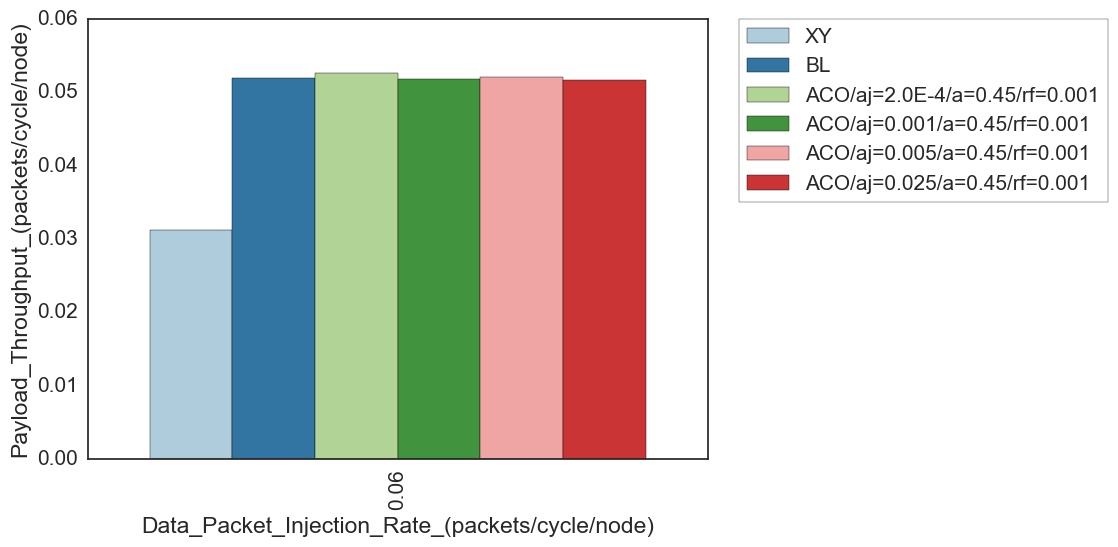 0.06
0.05
0.04
0.03
0.02
0.01
0.00
Payload_Throughput_(packets/cycle/node)
0.06
Data_Packet_Injection_Rate_(packets/cycle/node)
XY
BL
ACO/aj=2.0E-4/a=0.45/rf=0.001
ACO/aj=0.001/a=0.45/rf=0.001
ACO/aj=0.005/a=0.45/rf=0.001
ACO/aj=0.025/a=0.45/rf=0.001